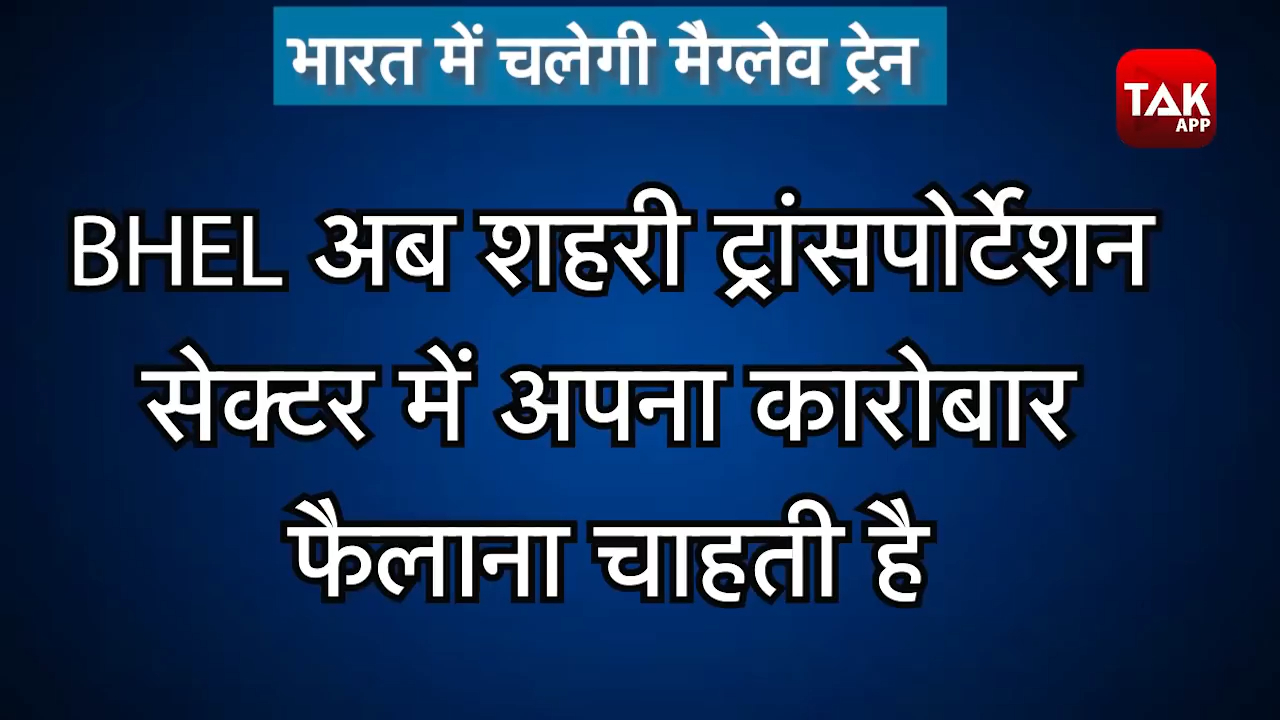 भारत में चलेगी मैग्लेव ट्रेन
TAK
APP
BHEL अब शहरी ट्रांसपोर्टेशन
सेक्टर में अपना कारोबार
फैलाना चाहती है